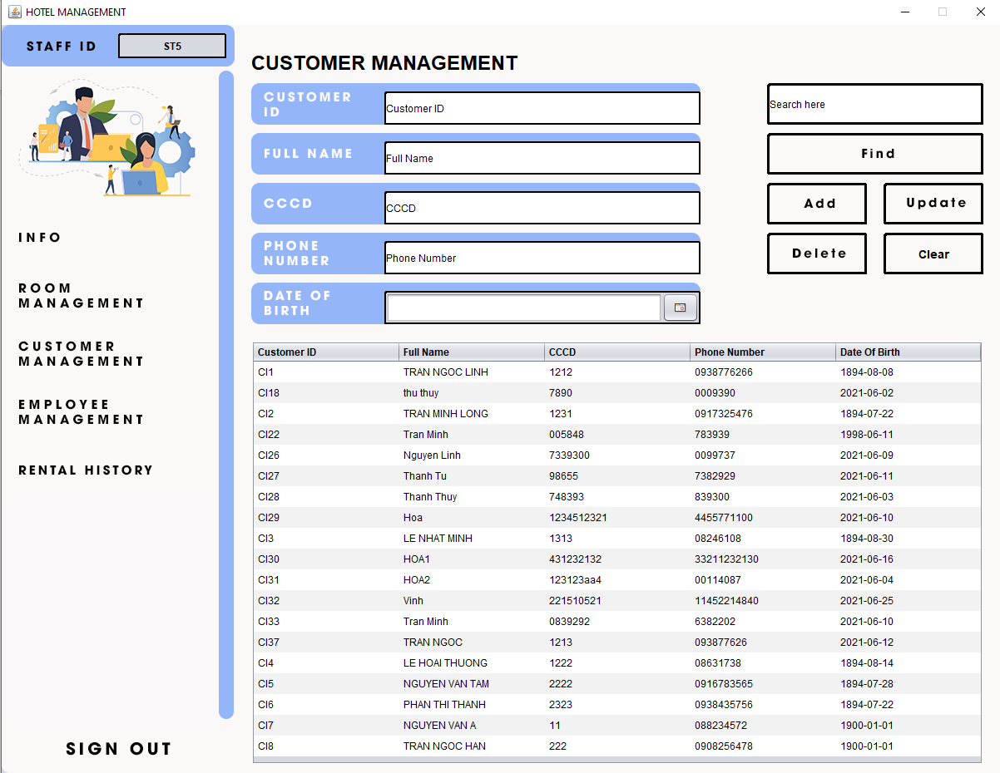 HOTEL MANAGEMENT
STAFF ID
ST5
INFO
ROOM
MANAGEMENT
CUSTOMER
MANAGEMENT
EMPLOYEE
MANAGEMENT
RENTAL HISTORY
SIGN OUT
CUSTOMER MANAGEMENT
CUSTOMER
ID
Customer ID
FULL NAME
Full Name
CCCD
CCCD
PHONE
NUMBER
Phone Number
DATE OF
BIRTH
Search here
Find
Add
Update
Delete
Clear
Customer ID Full Name CCCD Phone Number Date Of Birth
CI1 TRAN NGOC LINH 1212 0938776266 1894-08-08
CI18 thu thuy 7890 0009390 2021-06-02
CI2 TRAN MINH LONG 1231 0917325476 1894-07-22
CI22 Tran Minh 005848 783939 1998-06-11
CI26 Nguyen Linh 7339300 0099737 2021-06-09
CI27 Thanh Tu 98655 7382929 2021-06-11
CI28 Thanh Thuy 748393 839300 2021-06-03
CI29 Hoa 1234512321 4455771100 2021-06-10
CI3 LE NHAT MINH 1313 08246108 1894-08-30
CI30 HOA1 431232132 33211232130 2021-06-16
CI31 HOA2 123123aa4 00114087 2021-06-04
CI32 Vinh 221510521 11452214840 2021-06-25
CI33 Tran Minh 0839292 6382202 2021-06-10
CI37 TRAN NGOC 1213 093877626 2021-06-12
CI4 LE HOAI THUONG 1222 08631738 1894-08-14
CI5 NGUYEN VAN TAM 2222 0916783565 1894-07-28
CI6 PHAN THI THANH 2323 0938435756 1894-07-22
CI7 NGUYEN VAN A 11 088234572 1900-01-01
CI8 TRAN NGOC HAN 222 0908256478 1900-01-01